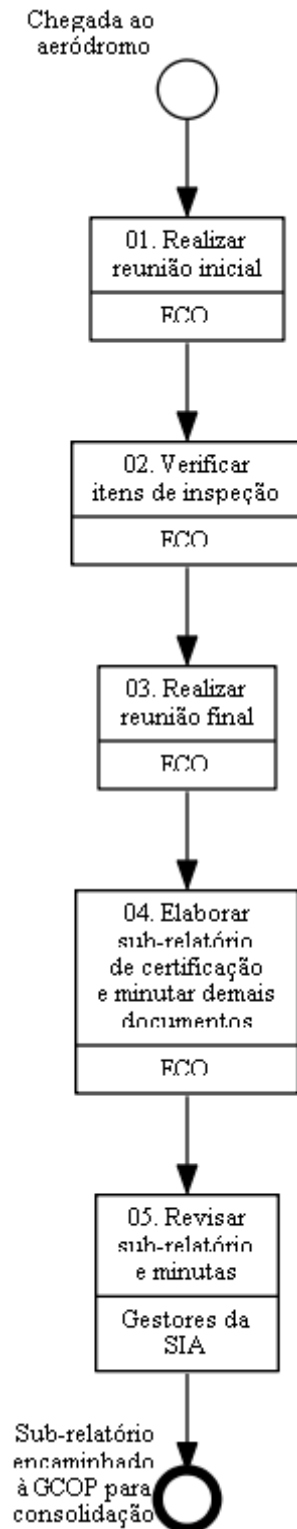 Chegada ao
aeródromo
01. Realizar
reunião inicial
ECO
02. Verificar
itens de inspeção
ECO
03. Realizar
reunião final
ECO
04. Elaborar
sub-relatório
de certificação
e minutar demais
documentos
ECO
05. Revisar
sub-relatório
e minutas
Gestores da
SIA
Sub-relatório
encaminhado
à GCOP para
consolidação